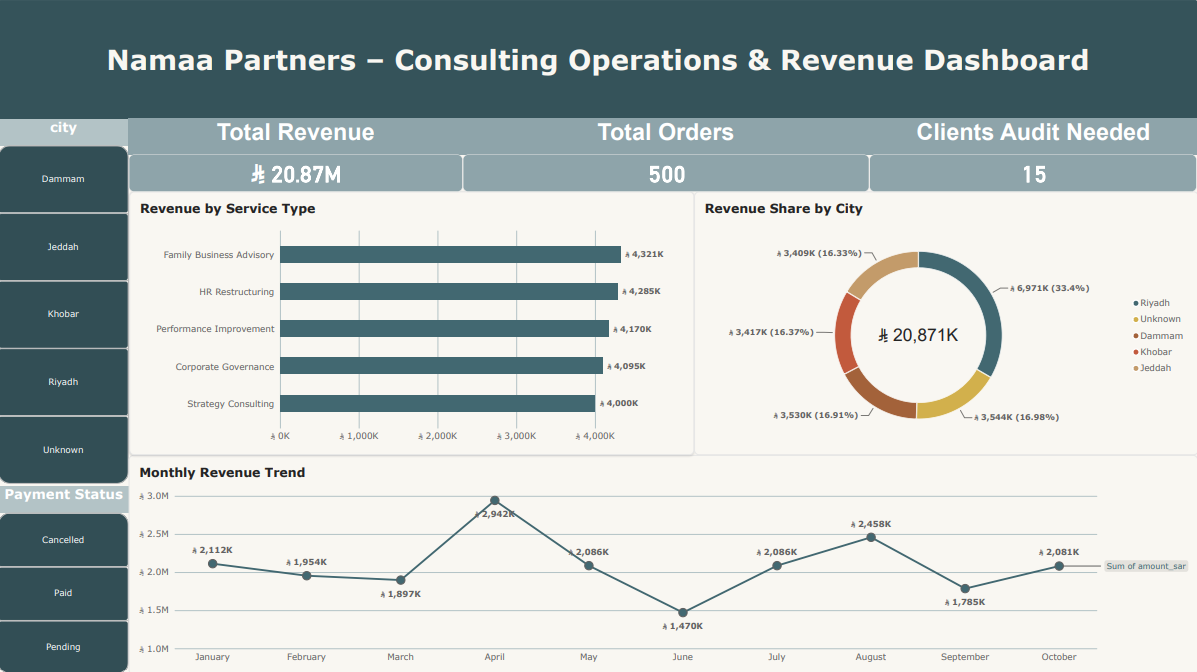 Namaa Partners – Consulting Operations & Revenue Dashboard
city
Dammam
Jeddah
Khobar
Riyadh
Unknown
Payment Status
Cancelled
Paid
Pending
Total Revenue
Total Orders
Clients Audit Needed
⃁ 20.87M
500
15
Revenue by Service Type
Family Business Advisory
⃁ 4,321K
HR Restructuring
⃁ 4,285K
Performance Improvement
⃁ 4,170K
Corporate Governance
⃁ 4,095K
Strategy Consulting
⃁ 4,000K
⃁ 0K
⃁ 1,000K
⃁ 2,000K
⃁ 3,000K
⃁ 4,000K
Revenue Share by City
⃁ 3,409K (16.33%)
⃁ 6,971K (33.4%)
⃁ 3,417K (16.37%)
⃁ 20,871K
⃁ 3,530K (16.91%)
⃁ 3,544K (16.98%)
Riyadh
Unknown
Dammam
Khobar
Jeddah
Monthly Revenue Trend
⃁ 3.0M
⃁ 2.5M
⃁ 2.0M
⃁ 1.5M
⃁ 1.0M
⃁ 2,112K
⃁ 1,954K
⃁ 1,897K
⃁ 2,942K
⃁ 2,086K
⃁ 1,470K
⃁ 2,086K
⃁ 2,458K
⃁ 1,785K
⃁ 2,081K
Sum of amount_sar
January
February
March
April
May
June
July
August
September
October